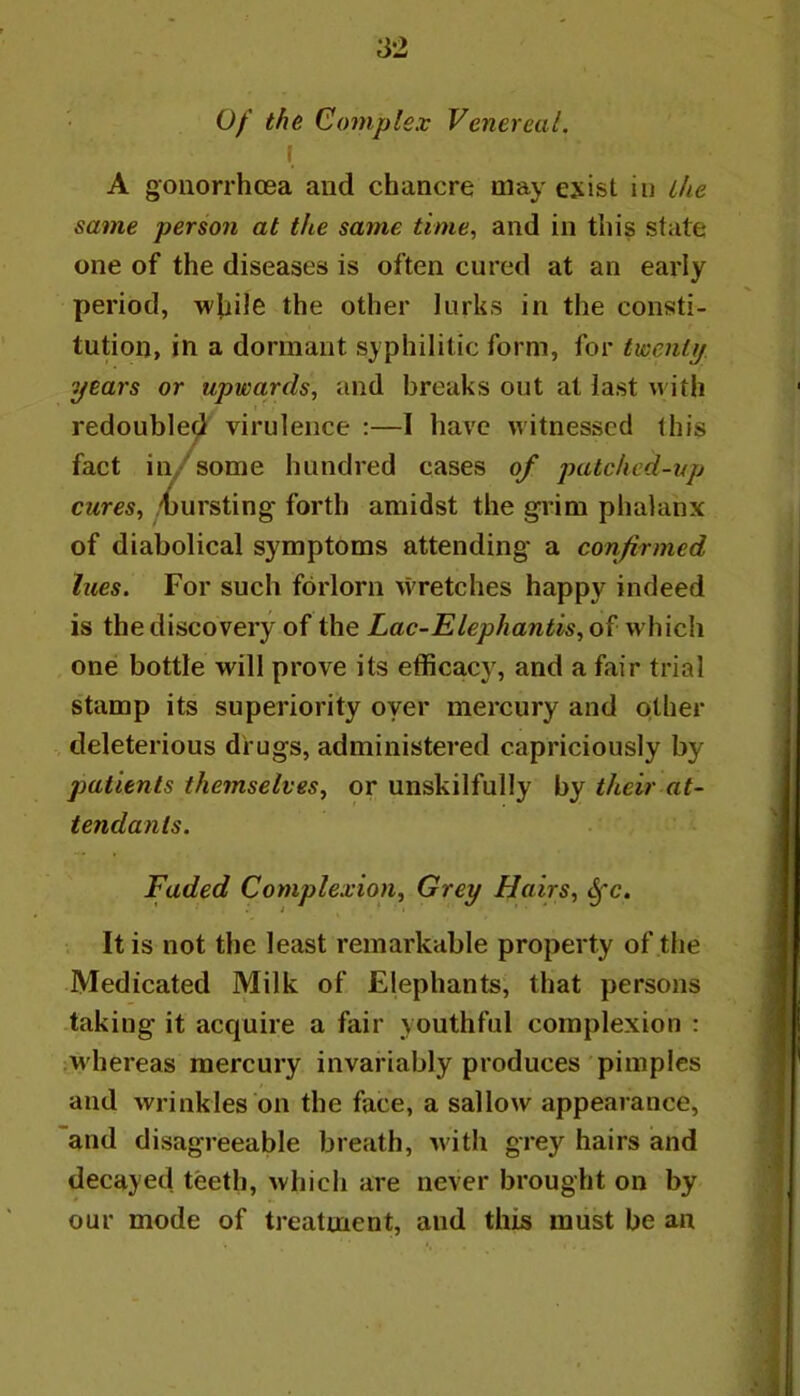 32
Of the Complex Venereal.
A gonorrhœa and chancre may exist in the
same person at the same time, and in this state
one of the diseases is often cured at an early
period, while the other lurks in the consti-
tution, in a dormant syphilitic form, for twenty
years or upwards, and breaks out at last with
redoubled virulence :—I have witnessed this
fact in some hundred cases of patched-up
cures, bursting forth amidst the grim phalanx
of diabolical symptoms attending a confirmed
lues. For such forlorn wretches happy indeed
is the discovery of the Lac-Elephantis, of which
one bottle will prove its efficacy, and a fair trial
stamp its superiority over mercury and other
deleterious drugs, administered capriciously by
patients themselves, or unskilfully by their at-
tendants.
Faded Complexion, Grey Hairs, &c.
It is not the least remarkable property of the
Medicated Milk of Elephants, that persons
taking it acquire a fair youthful complexion :
whereas mercury invariably produces pimples
and wrinkles on the face, a sallow appearance,
and disagreeable breath, with grey hairs and
decayed teeth, which are never brought on by
our mode of treatment, and this must be an